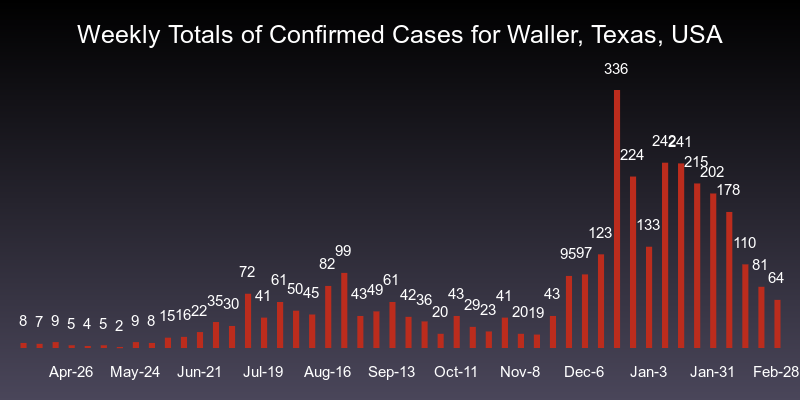 Weekly Totals of Confirmed Cases for Waller, Texas, USA
8 7 9 5 4 5 2 9 8 15 16 22 35 30 72 41 61 50 45 82 99 43 49 61 42 36 20 43 29 23 41 20 19 43 95 97 123 336 224 133 242 241 215 202 178 110 81 64
Apr-26 May-24 Jun-21 Jul-19 Aug-16 Sep-13 Oct-11 Nov-8 Dec-6 Jan-3 Jan-31 Feb-28